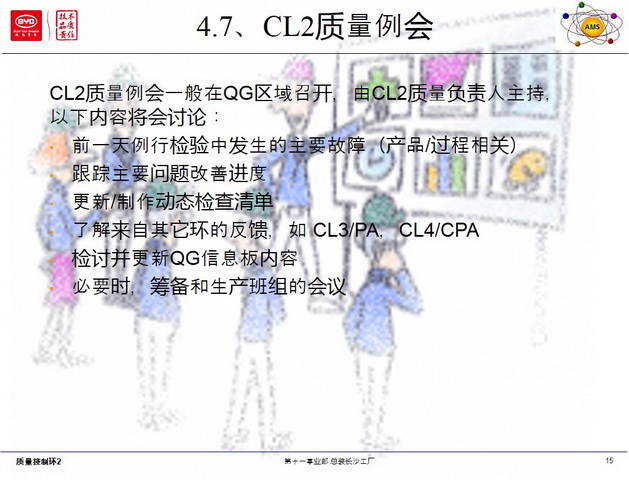 BYD
技术 品质 责任
4.7、CL2质量例会
AMS
CL2质量例会一般在QG区域召开，由CL2质量负责人主持，
以下内容将会讨论：
前一天例行检验中发生的主要故障（产品/过程相关）
跟踪主要问题改善进度
更新/制作动态检查清单
了解来自其它环的反馈，如 CL3/PA，CL4/CPA
检讨并更新QG信息板内容
必要时，筹备和生产班组的会议
质量控制环2
第十一事业部 总装长沙工厂
15